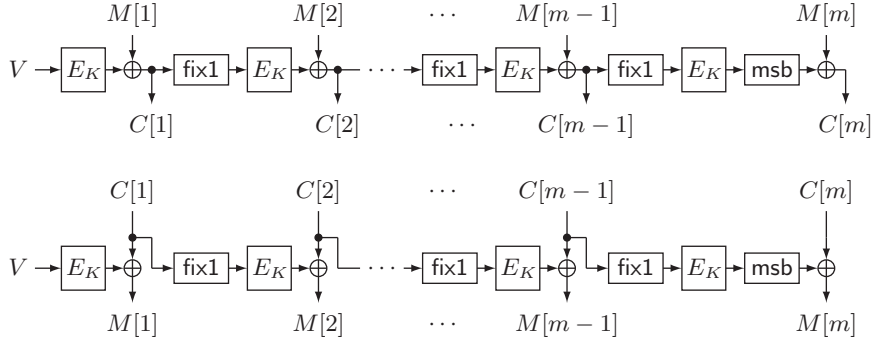 M[1] M[2] ··· M[m − 1] M[m]
V E_K fix1 E_K ··· fix1 E_K fix1 E_K msb
C[1] C[2] ··· C[m − 1] C[m]
C[1] C[2] ··· C[m − 1] C[m]
V E_K fix1 E_K ··· fix1 E_K fix1 E_K msb
M[1] M[2] ··· M[m − 1] M[m]